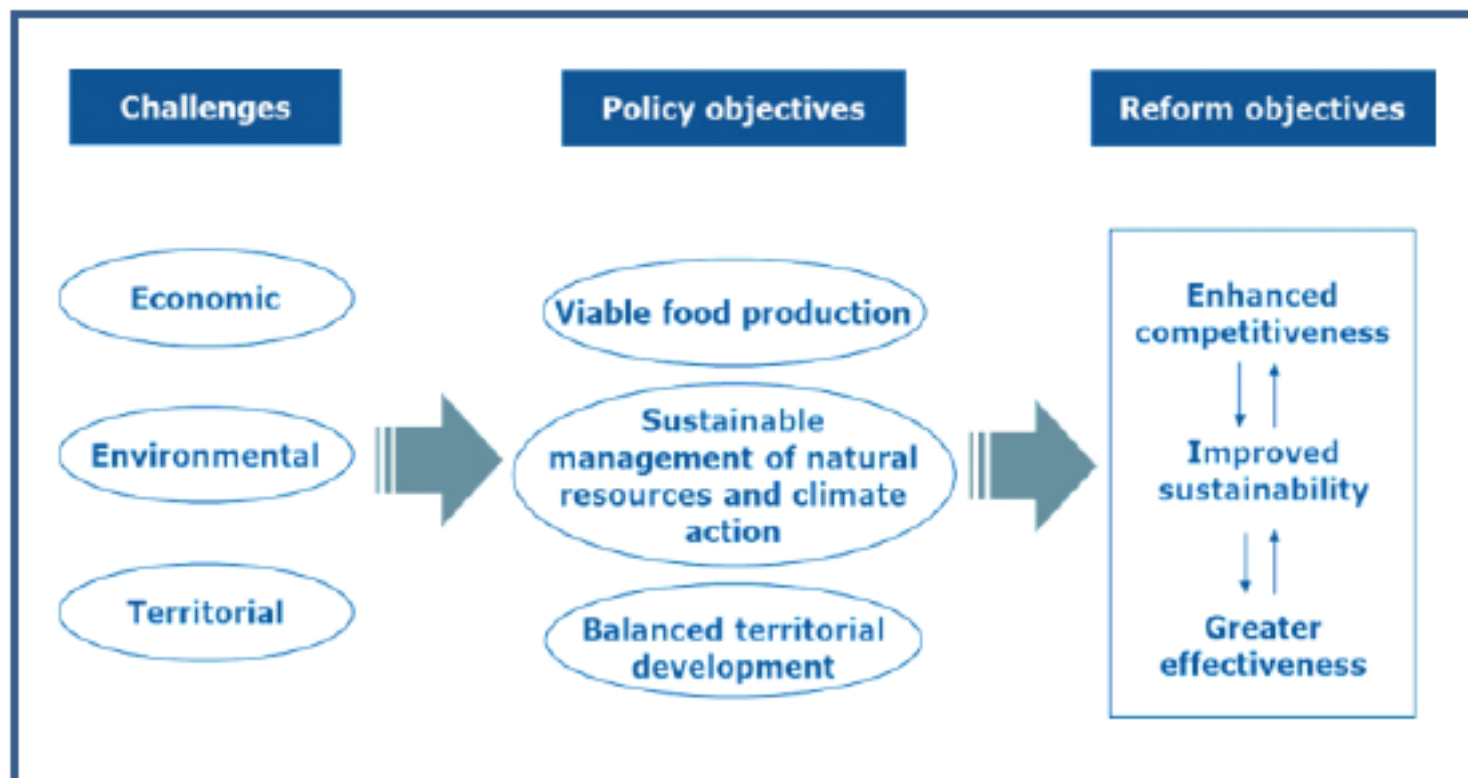 Challenges
Policy objectives
Reform objectives
Economic
Environmental
Territorial
Viable food production
Sustainable
management of natural
resources and climate
action
Balanced territorial
development
Enhanced
competitiveness
Improved
sustainability
Greater
effectiveness